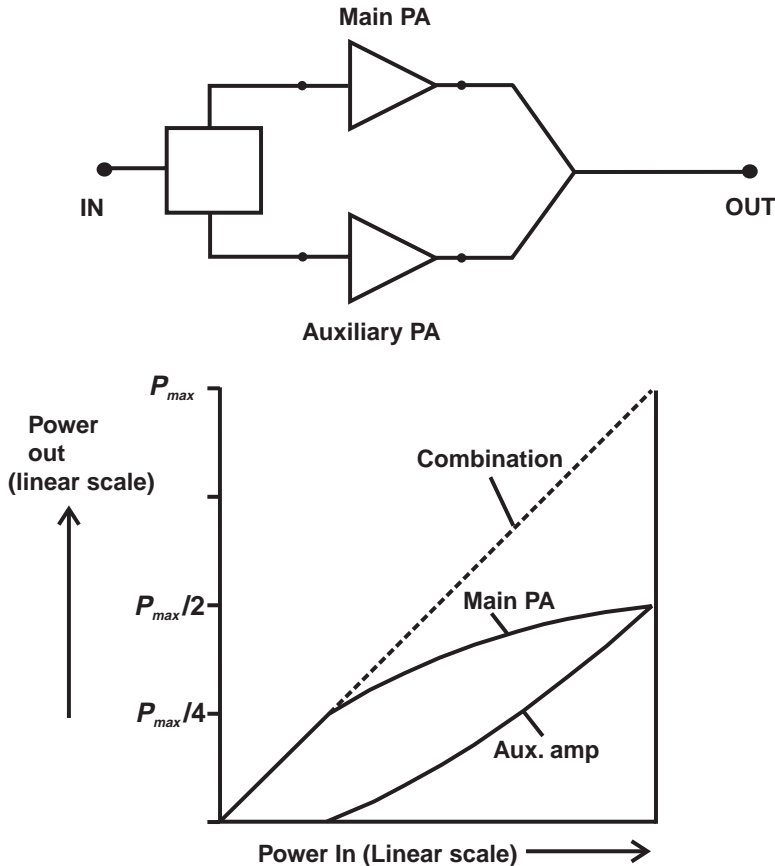 Main PA
IN
OUT
Auxiliary PA
Pmax
Power
out
(linear scale)
Combination
Pmax/2
Main PA
Pmax/4
Aux. amp
Power In (Linear scale)